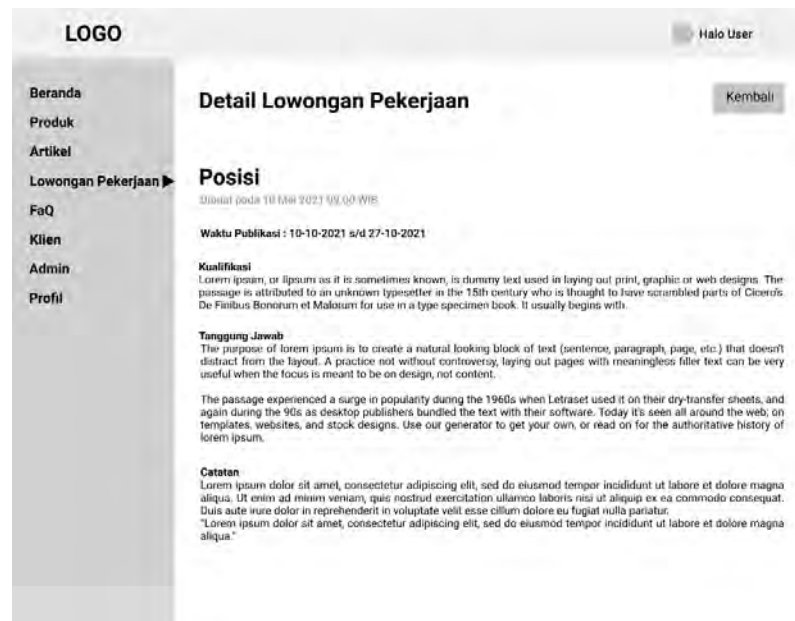 LOGO
Halo User
Beranda
Produk
Artikel
Lowongan Pekerjaan
FaQ
Klien
Admin
Profil
Detail Lowongan Pekerjaan
Kembali
Posisi
Dibuat pada 10 Mei 2021 09.00 WIB
Waktu Publikasi : 10-10-2021 s/d 27-10-2021
Kualifikasi
Lorem ipsum, or lipsum as it is sometimes known, is dummy text used in laying out print, graphic or web designs. The
passage is attributed to an unknown typesetter in the 15th century who is thought to have scrambled parts of Cicero's
De Finibus Bonorum et Malorum for use in a type specimen book. It usually begins with.
Tanggung Jawab
The purpose of lorem ipsum is to create a natural looking block of text (sentence, paragraph, page, etc.) that doesn't
distract from the layout. A practice not without controversy, laying out pages with meaningless filler text can be very
useful when the focus is meant to be on design, not content.
The passage experienced a surge in popularity during the 1960s when Letraset used it on their dry-transfer sheets, and
again during the 90s as desktop publishers bundled the text with their software. Today it's seen all around the web; on
templates, websites, and stock designs. Use our generator to get your own, or read on for the authoritative history of
lorem ipsum.
Catatan
Lorem ipsum dolor sit amet, consectetur adipiscing elit, sed do eiusmod tempor incididunt ut labore et dolore magna
aliqua. Ut enim ad minim veniam, quis nostrud exercitation ullamco laboris nisi ut aliquip ex ea commodo consequat.
Duis aute irure dolor in reprehenderit in voluptate velit esse cillum dolore eu fugiat nulla pariatur.
"Lorem ipsum dolor sit amet, consectetur adipiscing elit, sed do eiusmod tempor incididunt ut labore et dolore magna
aliqua."